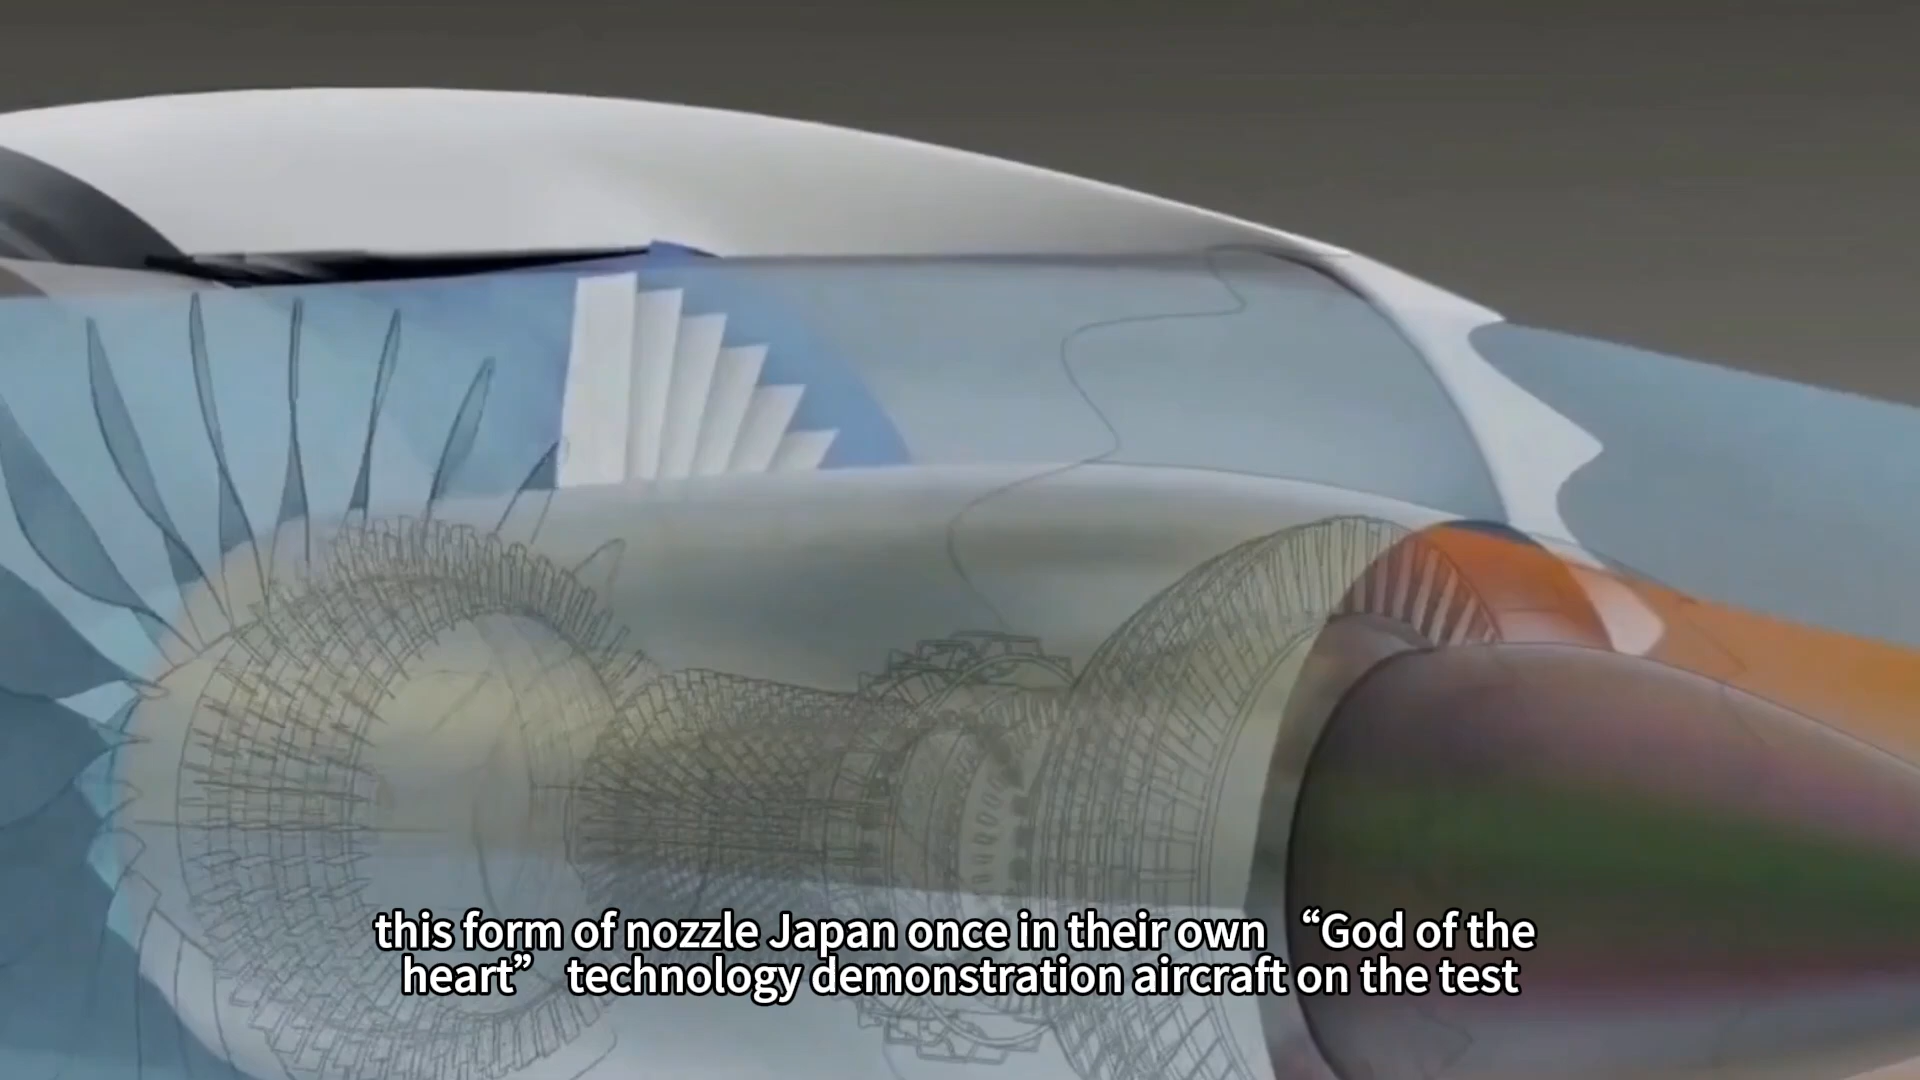 this form of nozzle Japan once in their own “God of the
heart” technology demonstration aircraft on the test